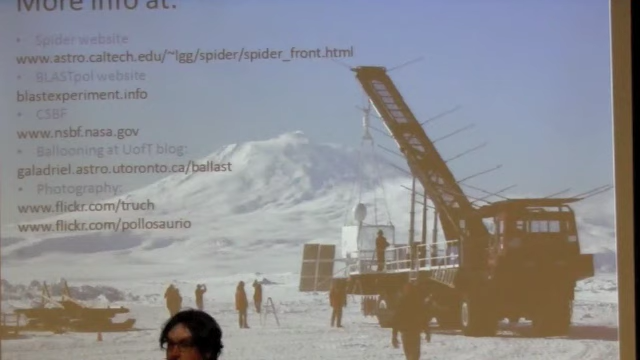 More info at:
• Spider website
www.astro.caltech.edu/~lgg/spider/spider_front.html
• BLASTpol website
blastexperiment.info
• CSBF
www.nsbf.nasa.gov
• Ballooning at UofT blog:
galadriel.astro.utoronto.ca/ballast
• Photography:
www.flickr.com/truch
www.flickr.com/pollosaurio